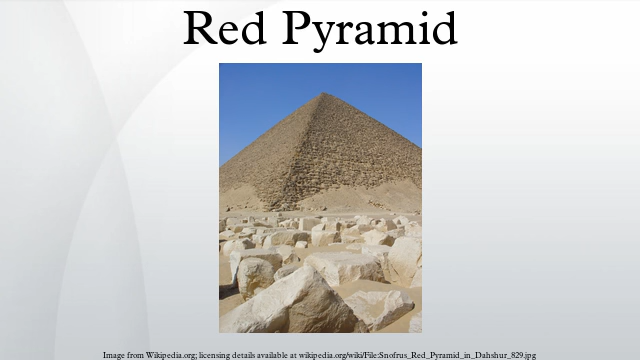 Red Pyramid
Image from Wikipedia.org; licensing details available at wikipedia.org/wiki/File:Snofrus_Red_Pyramid_in_Dahshur_829.jpg